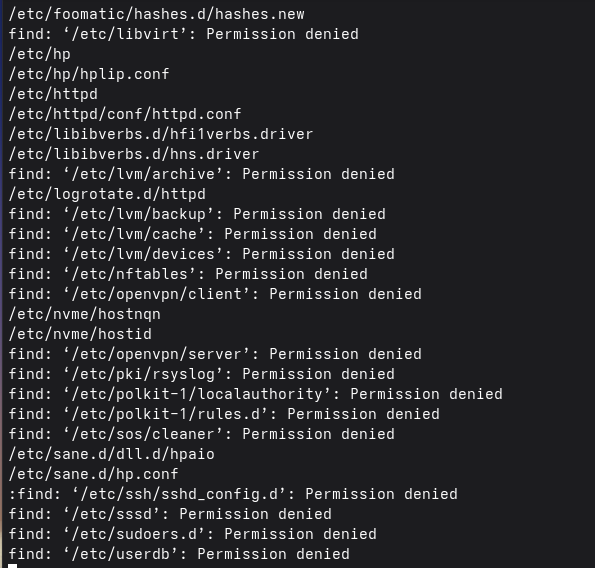 /etc/foomatic/hashes.d/hashes.new
find: ‘/etc/libvirt’: Permission denied
/etc/hp
/etc/hp/hplip.conf
/etc/httpd
/etc/httpd/conf/httpd.conf
/etc/libibverbs.d/hfi1verbs.driver
/etc/libibverbs.d/hns.driver
find: ‘/etc/lvm/archive’: Permission denied
/etc/logrotate.d/httpd
find: ‘/etc/lvm/backup’: Permission denied
find: ‘/etc/lvm/cache’: Permission denied
find: ‘/etc/lvm/devices’: Permission denied
find: ‘/etc/nftables’: Permission denied
find: ‘/etc/openvpn/client’: Permission denied
/etc/nvme/hostnqn
/etc/nvme/hostid
find: ‘/etc/openvpn/server’: Permission denied
find: ‘/etc/pki/rsyslog’: Permission denied
find: ‘/etc/polkit-1/localauthority’: Permission denied
find: ‘/etc/polkit-1/rules.d’: Permission denied
find: ‘/etc/sos/cleaner’: Permission denied
/etc/sane.d/dll.d/hpaio
/etc/sane.d/hp.conf
:find: ‘/etc/ssh/sshd_config.d’: Permission denied
find: ‘/etc/sssd’: Permission denied
find: ‘/etc/sudoers.d’: Permission denied
find: ‘/etc/userdb’: Permission denied